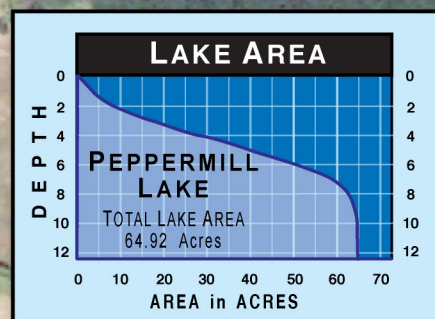 LAKE AREA
0 0
2 2
4 4
6 6
8 8
10 10
12 12
DEPTH
PEPPERMILL
LAKE
TOTAL LAKE AREA
64.92 Acres
0 10 20 30 40 50 60 70
AREA in ACRES